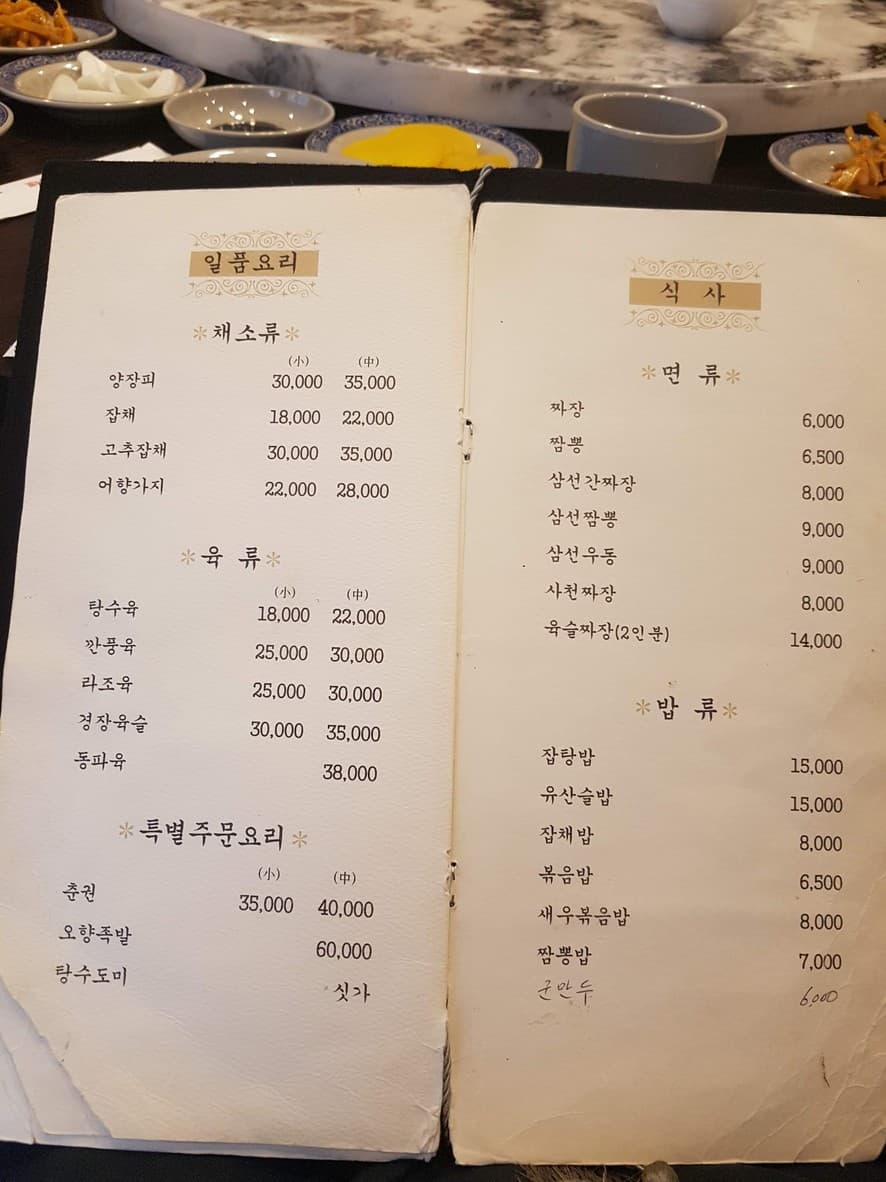 일품요리
*채소류*
(小) (中)
양장피 30,000 35,000
잡채 18,000 22,000
고추잡채 30,000 35,000
어향가지 22,000 28,000
*육 류*
(小) (中)
탕수육 18,000 22,000
깐풍육 25,000 30,000
라조육 25,000 30,000
경장육슬 30,000 35,000
동파육 38,000
*특별주문요리*
(小) (中)
춘권 35,000 40,000
오향족발 60,000
탕수도미 싯가
식 사
*면 류*
짜장 6,000
짬뽕 6,500
삼선간짜장 8,000
삼선짬뽕 9,000
삼선우동 9,000
사천짜장 8,000
육슬짜장(2인분) 14,000
*밥 류*
잡탕밥 15,000
유산슬밥 15,000
잡채밥 8,000
볶음밥 6,500
새우볶음밥 8,000
짬뽕밥 7,000
군만두 6,000